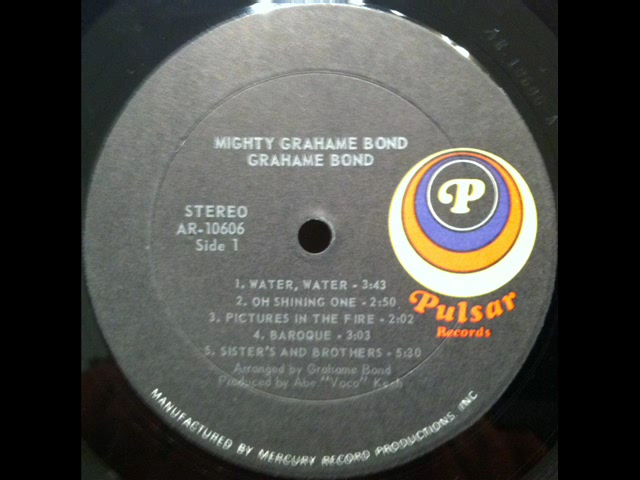 MIGHTY GRAHAME BOND
GRAHAME BOND
STEREO
AR-10606
Side 1
P
Pulsar
Records
1. WATER, WATER - 3:43
2. OH SHINING ONE - 2:50
3. PICTURES IN THE FIRE - 2:02
4. BAROQUE - 3:03
5. SISTER'S AND BROTHERS - 5:30
Arranged by Grahame Bond
Produced by Abe "Voco" Kesh
MANUFACTURED BY MERCURY RECORD PRODUCTIONS, INC